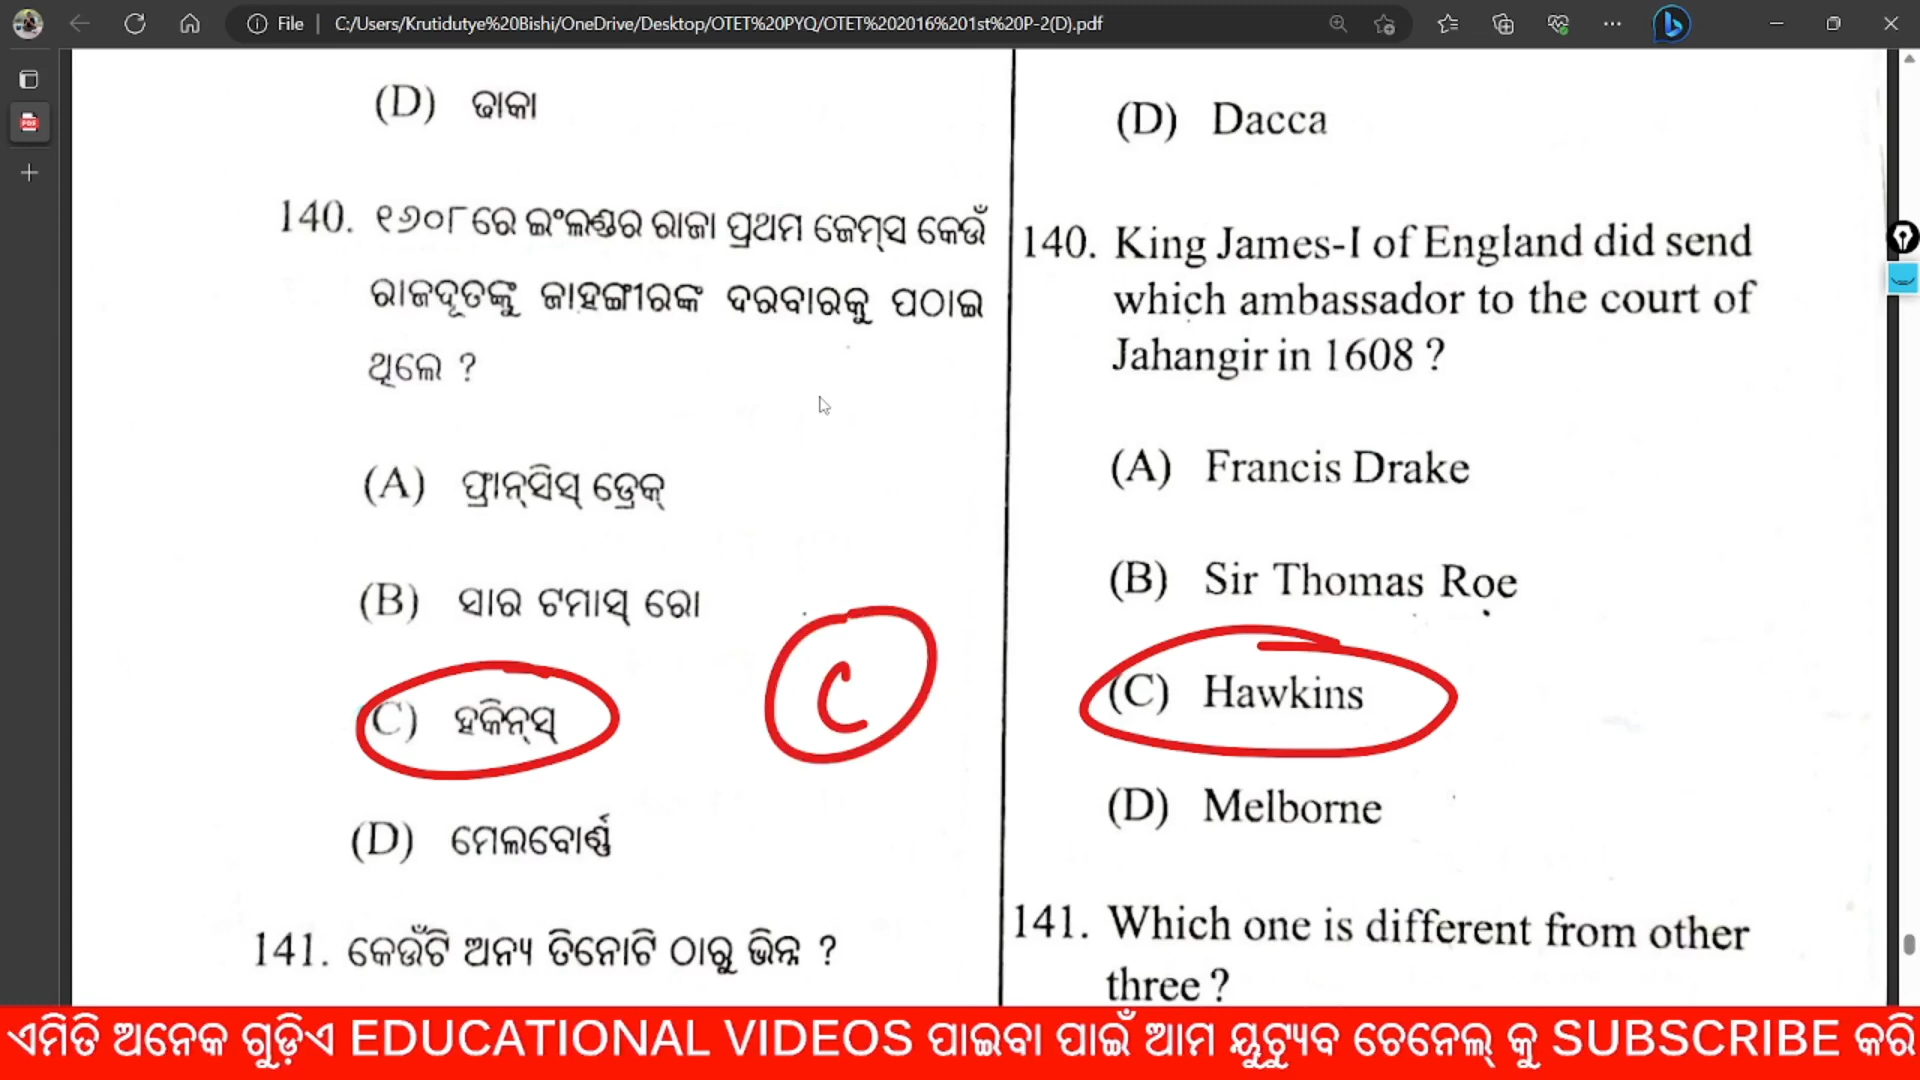 File
C:/Users/Krutidutye%20Bishi/OneDrive/Desktop/OTET%20PYQ/OTET%202016%201st%20P-2(D).pdf
(D) ଢାକା
140. ୧୬୦୮ରେ ଇଂଲଣ୍ଡର ରାଜା ପ୍ରଥମ ଜେମ୍ସ କେଉଁ
ରାଜଦୂତଙ୍କୁ ଜାହଙ୍ଗୀରଙ୍କ ଦରବାରକୁ ପଠାଇ
ଥିଲେ ?
(A) ଫ୍ରାନ୍‌ସିସ୍ ଡ୍ରେକ୍
(B) ସାର ଟମାସ୍ ରୋ
(C) ହକିନ୍‌ସ୍
C
(D) ମେଲବୋର୍ଣ୍ଣ
141. କେଉଁଟି ଅନ୍ୟ ତିନୋଟି ଠାରୁ ଭିନ୍ନ ?
(D) Dacca
140. King James-I of England did send
which ambassador to the court of
Jahangir in 1608 ?
(A) Francis Drake
(B) Sir Thomas Roe
(C) Hawkins
(D) Melborne
141. Which one is different from other
three ?
ଏମିତି ଅନେକ ଗୁଡ଼ିଏ EDUCATIONAL VIDEOS ପାଇବା ପାଇଁ ଆମ ୟୁଟ୍ୟୁବ ଚେନେଲ୍ କୁ SUBSCRIBE କରି